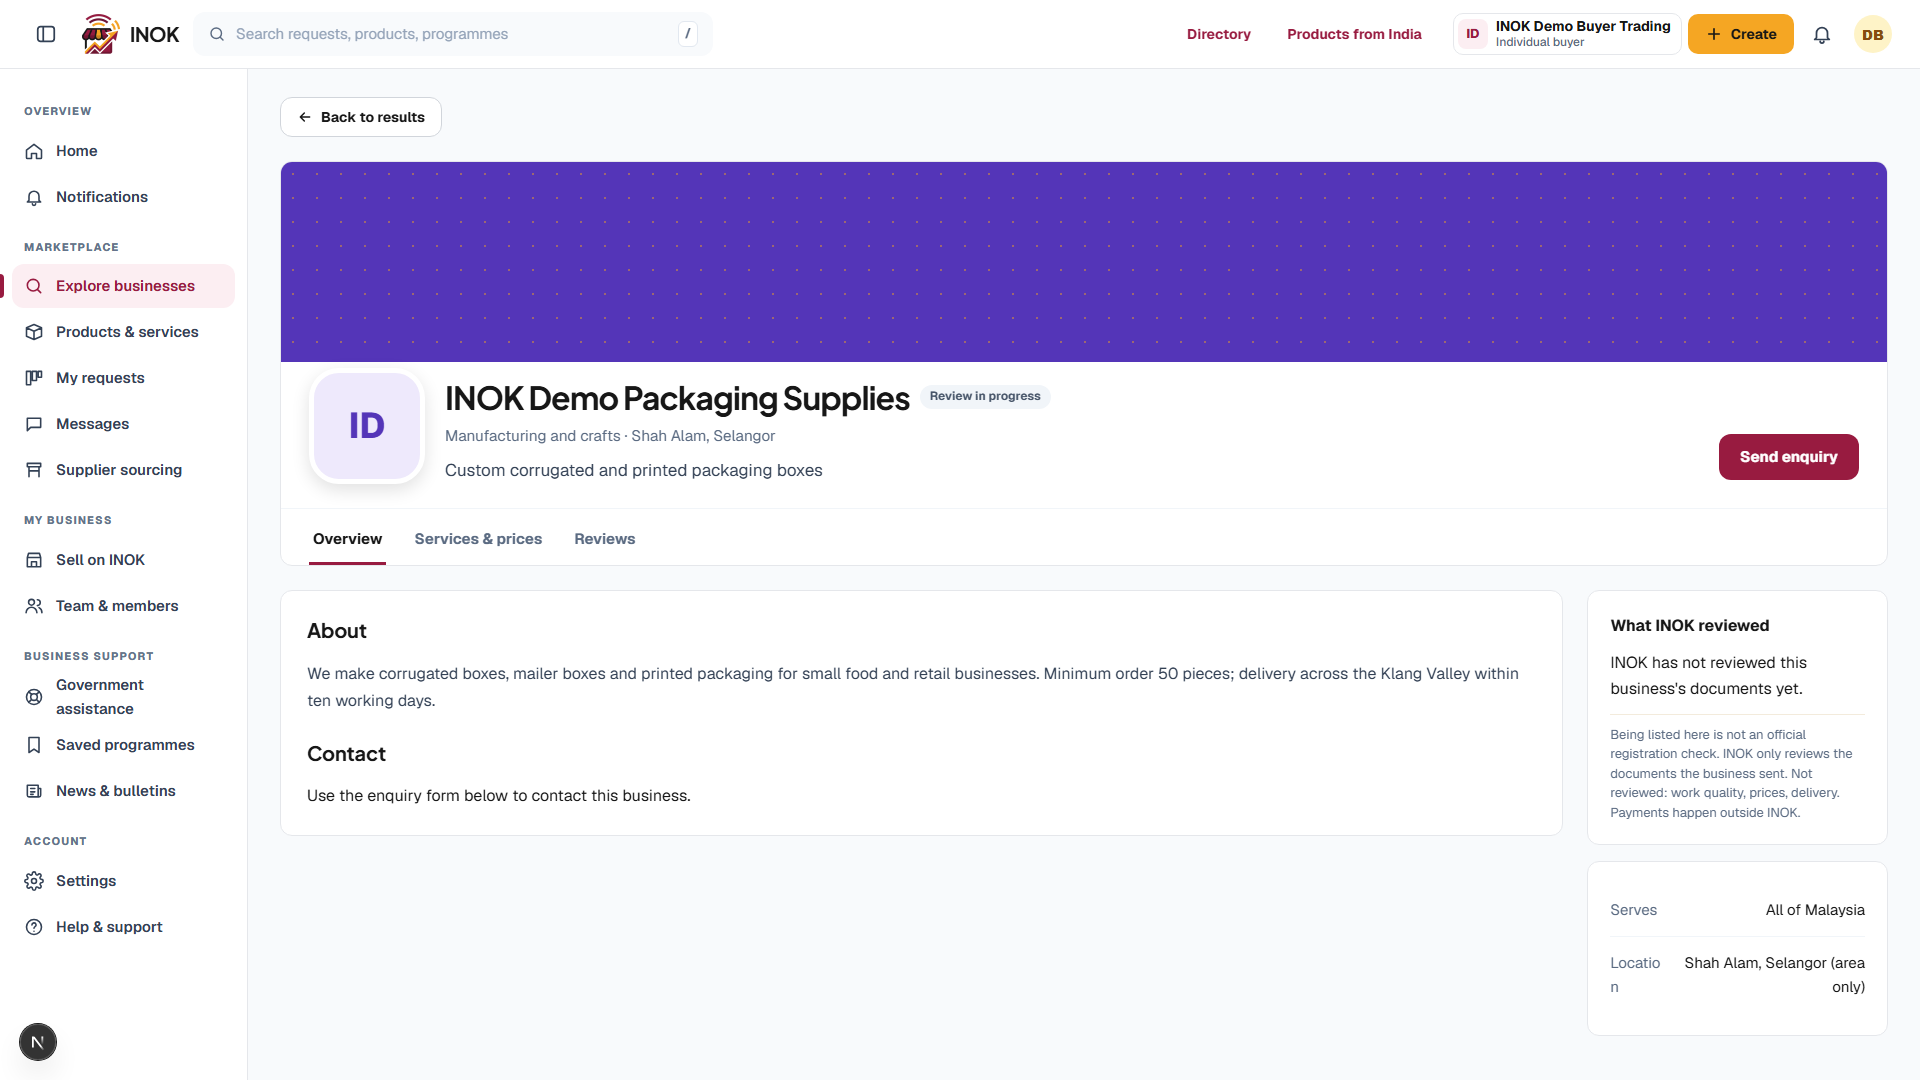 INOK
Search requests, products, programmes
/
Directory
Products from India
ID
INOK Demo Buyer Trading
Individual buyer
Create
DB
OVERVIEW
Home
Notifications
MARKETPLACE
Explore businesses
Products & services
My requests
Messages
Supplier sourcing
MY BUSINESS
Sell on INOK
Team & members
BUSINESS SUPPORT
Government
assistance
Saved programmes
News & bulletins
ACCOUNT
Settings
Help & support
N
Back to results
ID
INOK Demo Packaging Supplies
Review in progress
Manufacturing and crafts · Shah Alam, Selangor
Custom corrugated and printed packaging boxes
Send enquiry
Overview
Services & prices
Reviews
About
We make corrugated boxes, mailer boxes and printed packaging for small food and retail businesses. Minimum order 50 pieces; delivery across the Klang Valley within
ten working days.
Contact
Use the enquiry form below to contact this business.
What INOK reviewed
INOK has not reviewed this
business's documents yet.
Being listed here is not an official
registration check. INOK only reviews the
documents the business sent. Not
reviewed: work quality, prices, delivery.
Payments happen outside INOK.
Serves
All of Malaysia
Locatio
n
Shah Alam, Selangor (area
only)